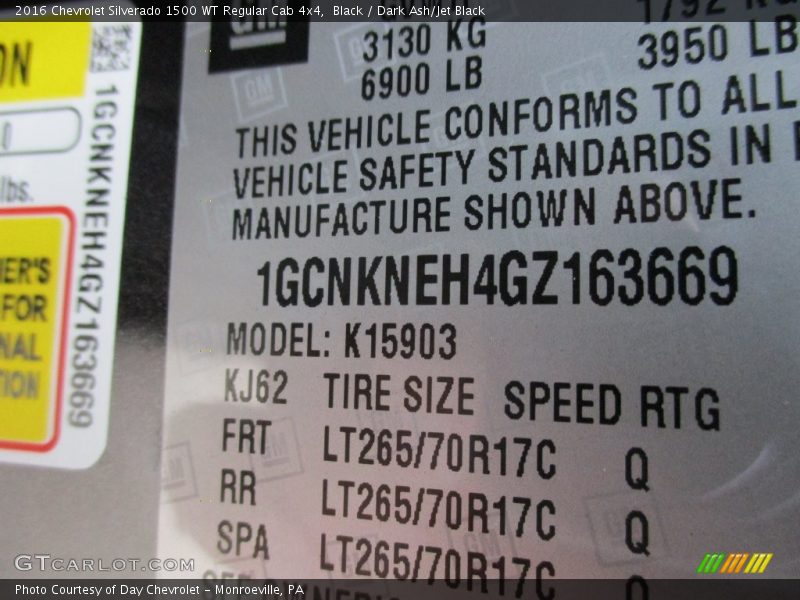 2016 Chevrolet Silverado 1500 WT Regular Cab 4x4, Black / Dark Ash/Jet Black
GM
3130 KG
6900 LB
3950 LB
THIS VEHICLE CONFORMS TO ALL
VEHICLE SAFETY STANDARDS IN
MANUFACTURE SHOWN ABOVE.
1GCNKNEH4GZ163669
MODEL: K15903
KJ62 TIRE SIZE SPEED RTG
FRT LT265/70R17C Q
RR LT265/70R17C Q
SPA LT265/70R17C Q
1GCNKNEH4GZ163669
lbs.
FOR
GTCARLOT.COM
Photo Courtesy of Day Chevrolet - Monroeville, PA